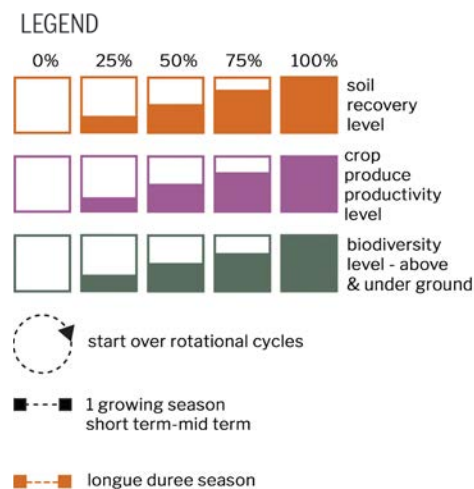 LEGEND
0% 25% 50% 75% 100%
soil
recovery
level
crop
produce
productivity
level
biodiversity
level - above
& under ground
start over rotational cycles
1 growing season
short term-mid term
longue duree season